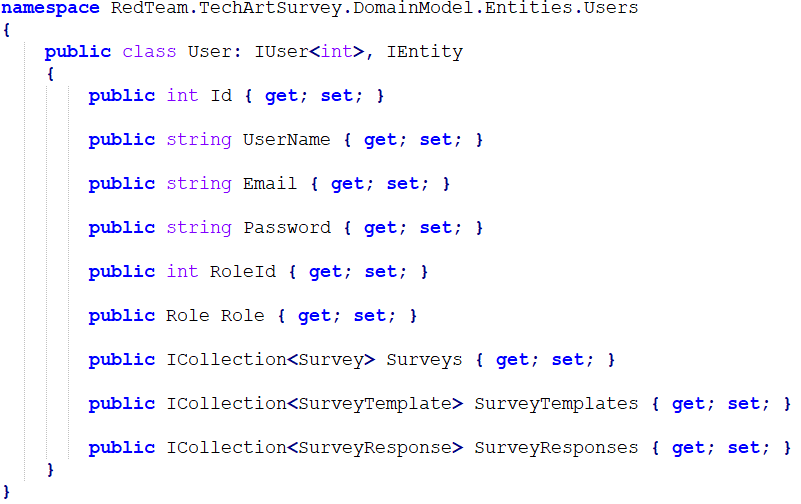 namespace RedTeam.TechArtSurvey.DomainModel.Entities.Users
{
    public class User: IUser<int>, IEntity
    {
        public int Id { get; set; }
        public string UserName { get; set; }
        public string Email { get; set; }
        public string Password { get; set; }
        public int RoleId { get; set; }
        public Role Role { get; set; }
        public ICollection<Survey> Surveys { get; set; }
        public ICollection<SurveyTemplate> SurveyTemplates { get; set; }
        public ICollection<SurveyResponse> SurveyResponses { get; set; }
    }
}